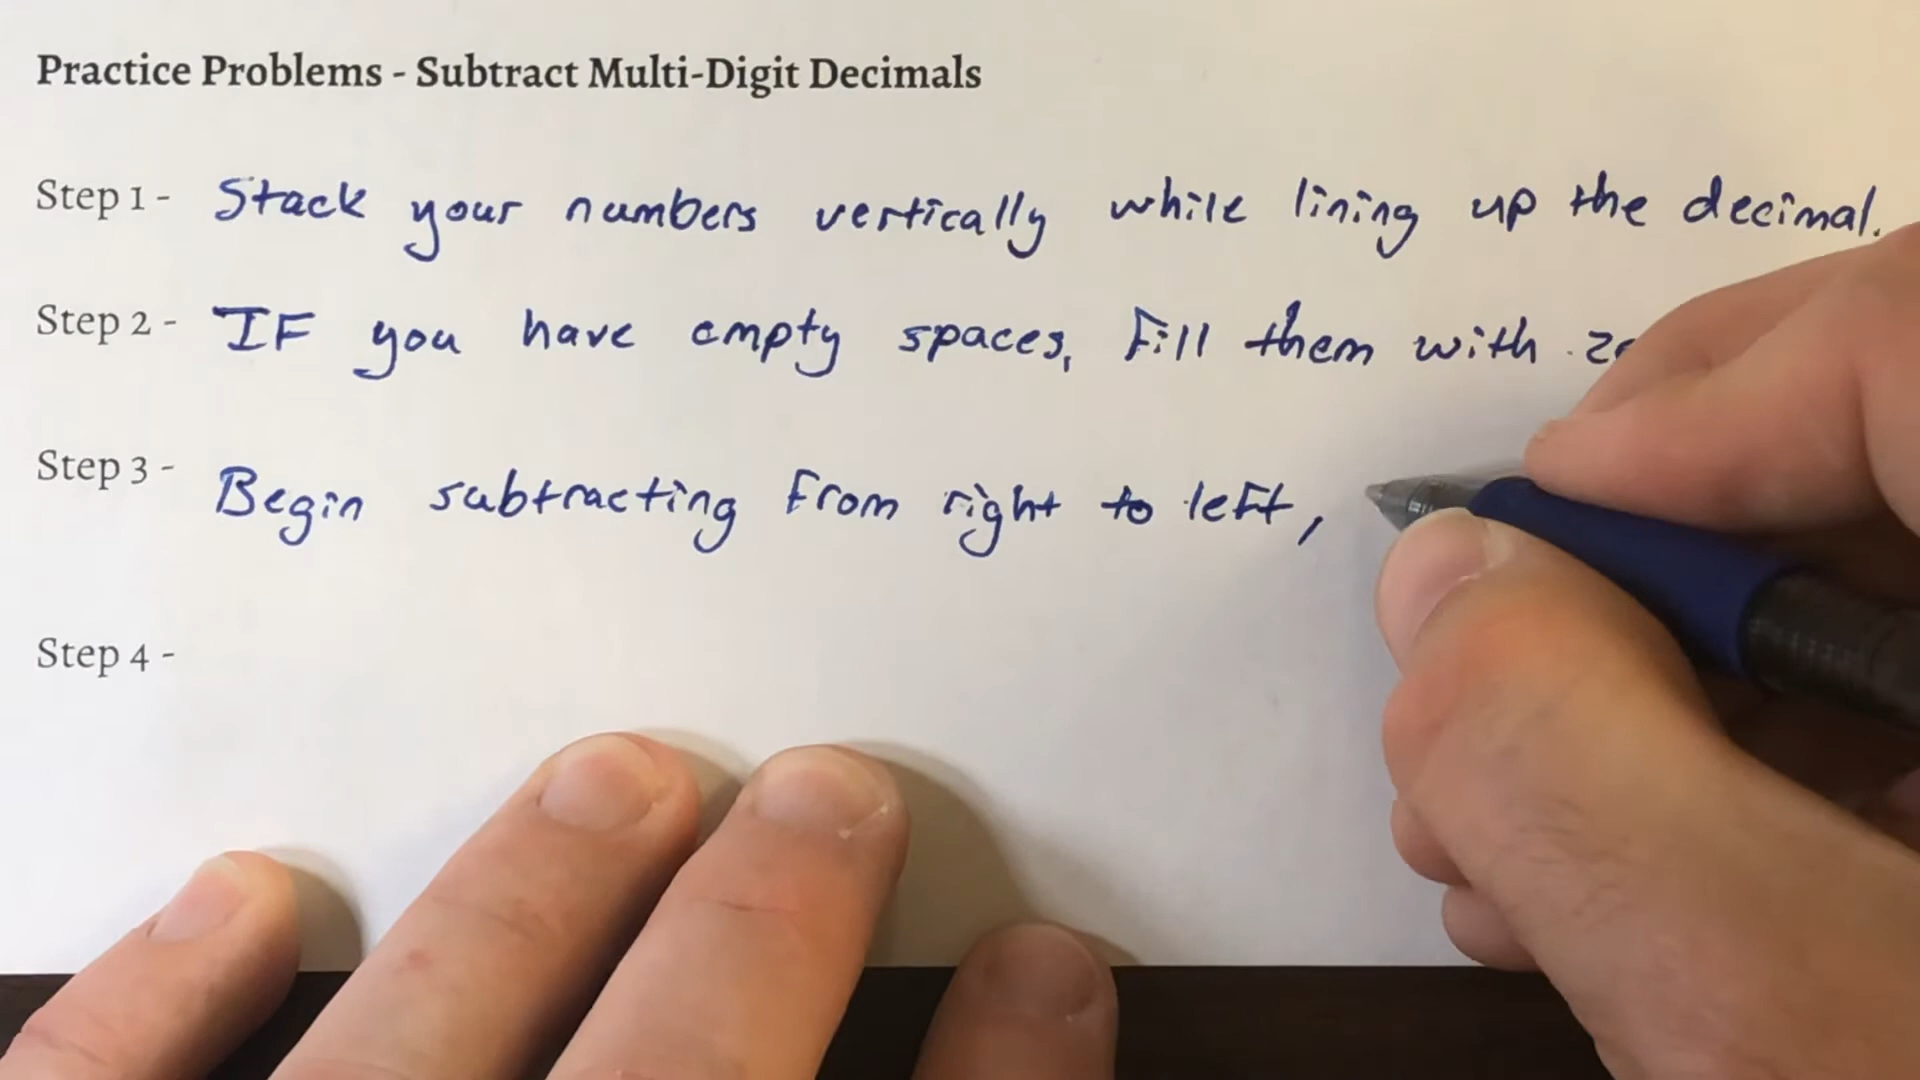 Practice Problems - Subtract Multi-Digit Decimals
Step 1 - Stack your numbers vertically while lining up the decimal.
Step 2 - IF you have empty spaces, Fill them with
Step 3 - Begin subtracting From right to left,
Step 4 -